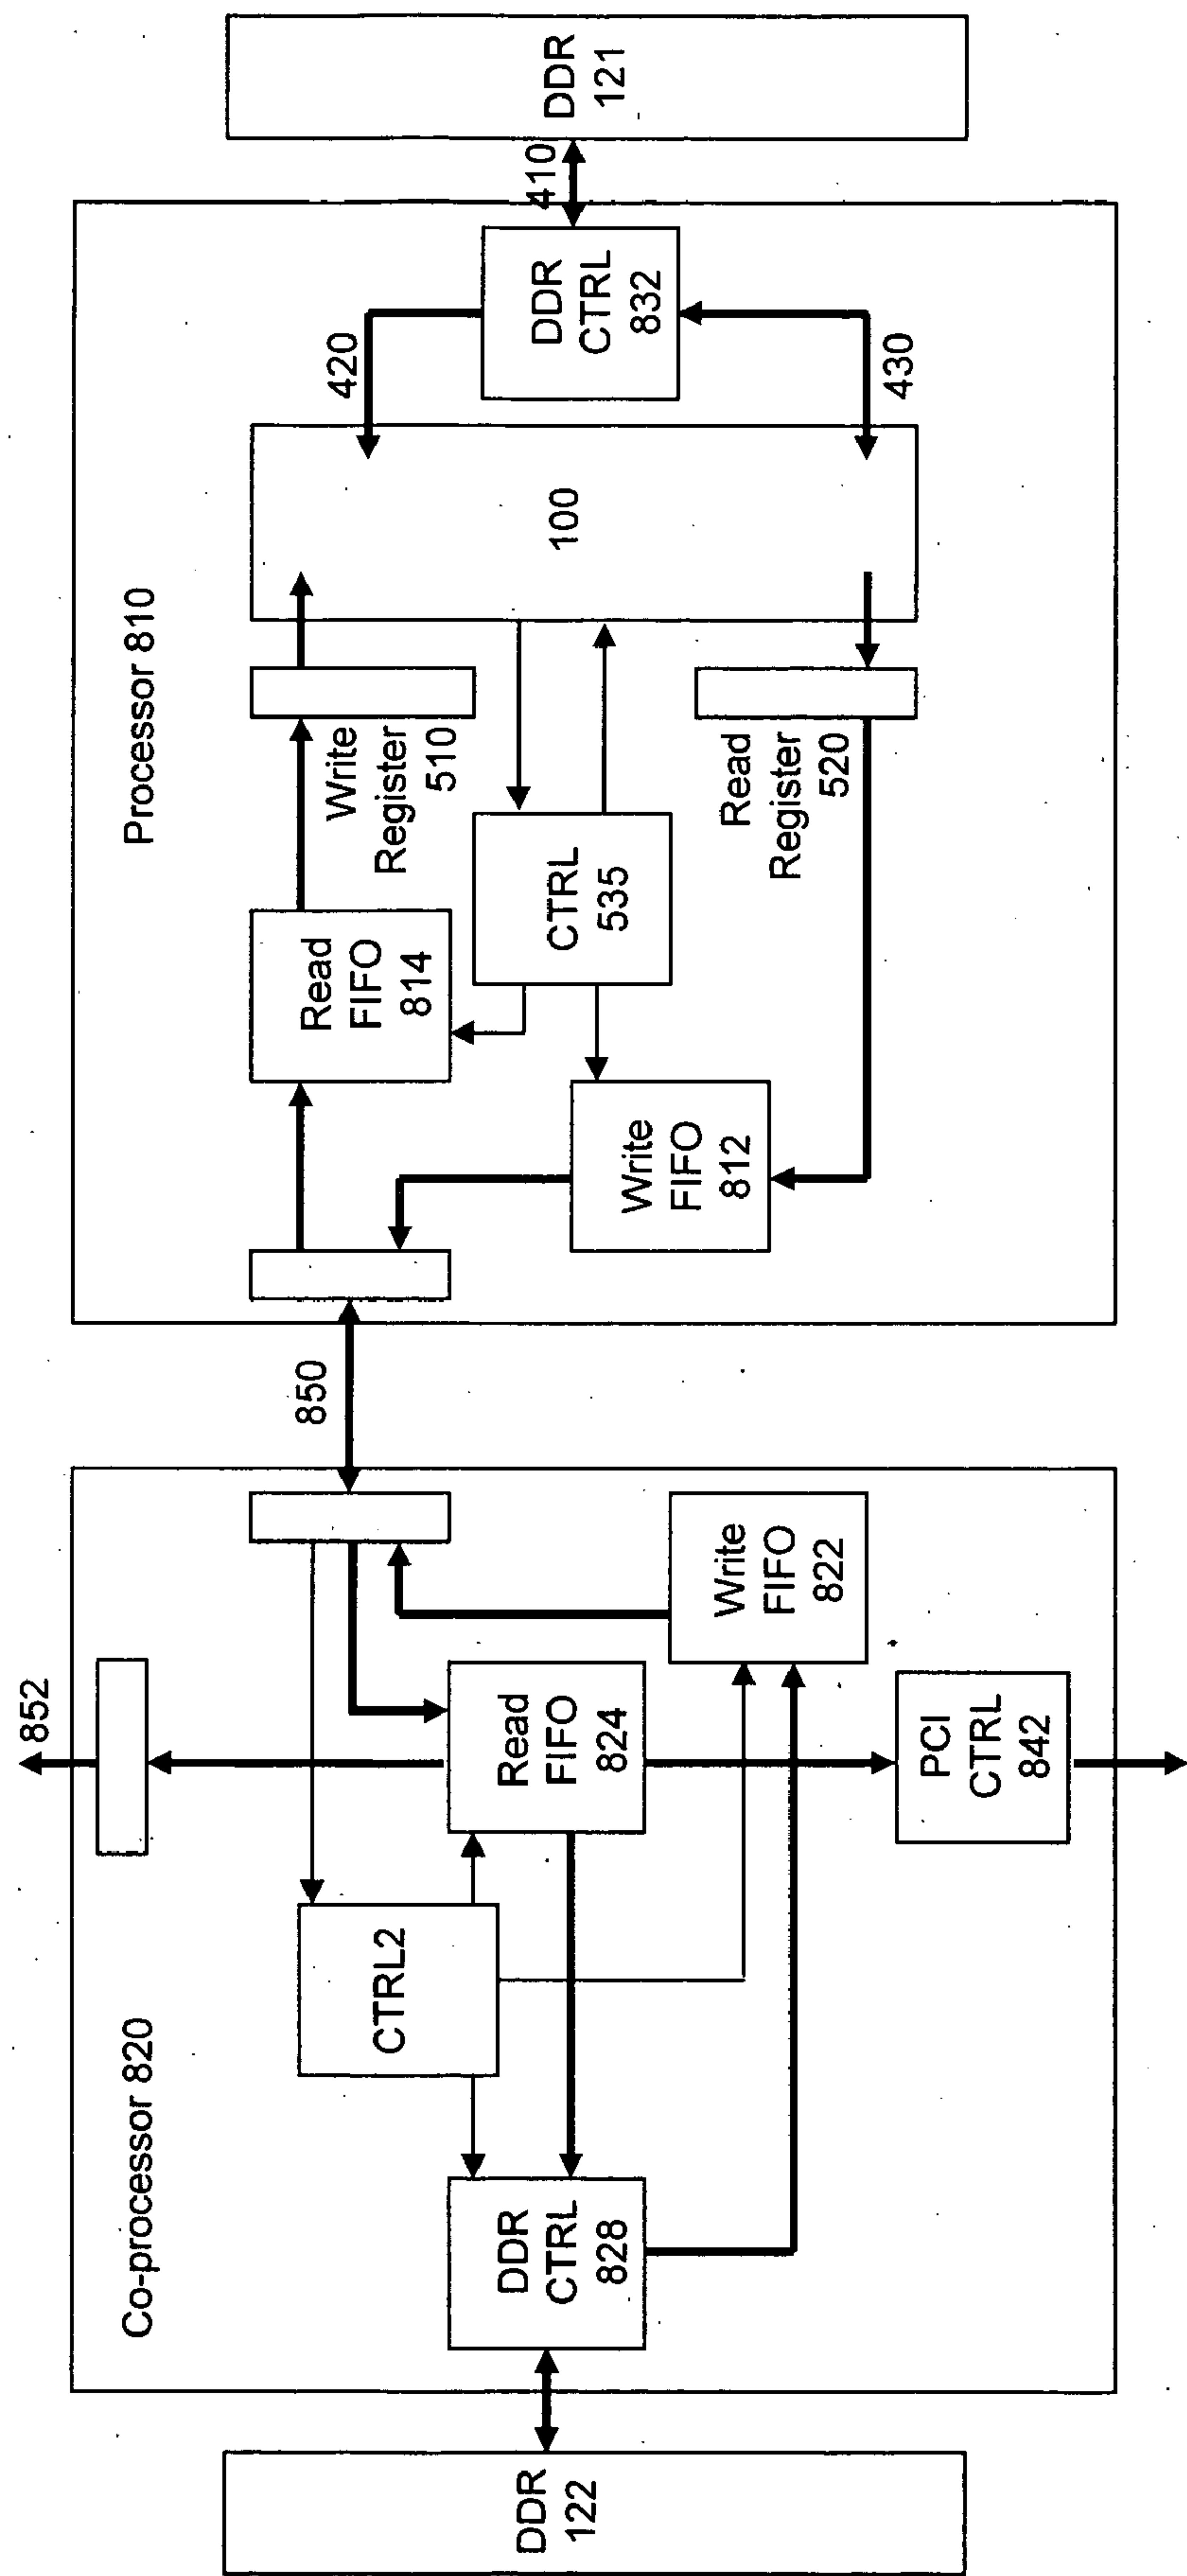 Co-processor 820
Processor 810
DDR
122
DDR
CTRL
828
CTRL2
Read
FIFO
824
852
PCI
CTRL
842
Write
FIFO
822
850
Write
FIFO
812
Read
FIFO
814
CTRL
535
Write
Register
510
Read
Register
520
100
420
430
DDR
CTRL
832
410
DDR
121